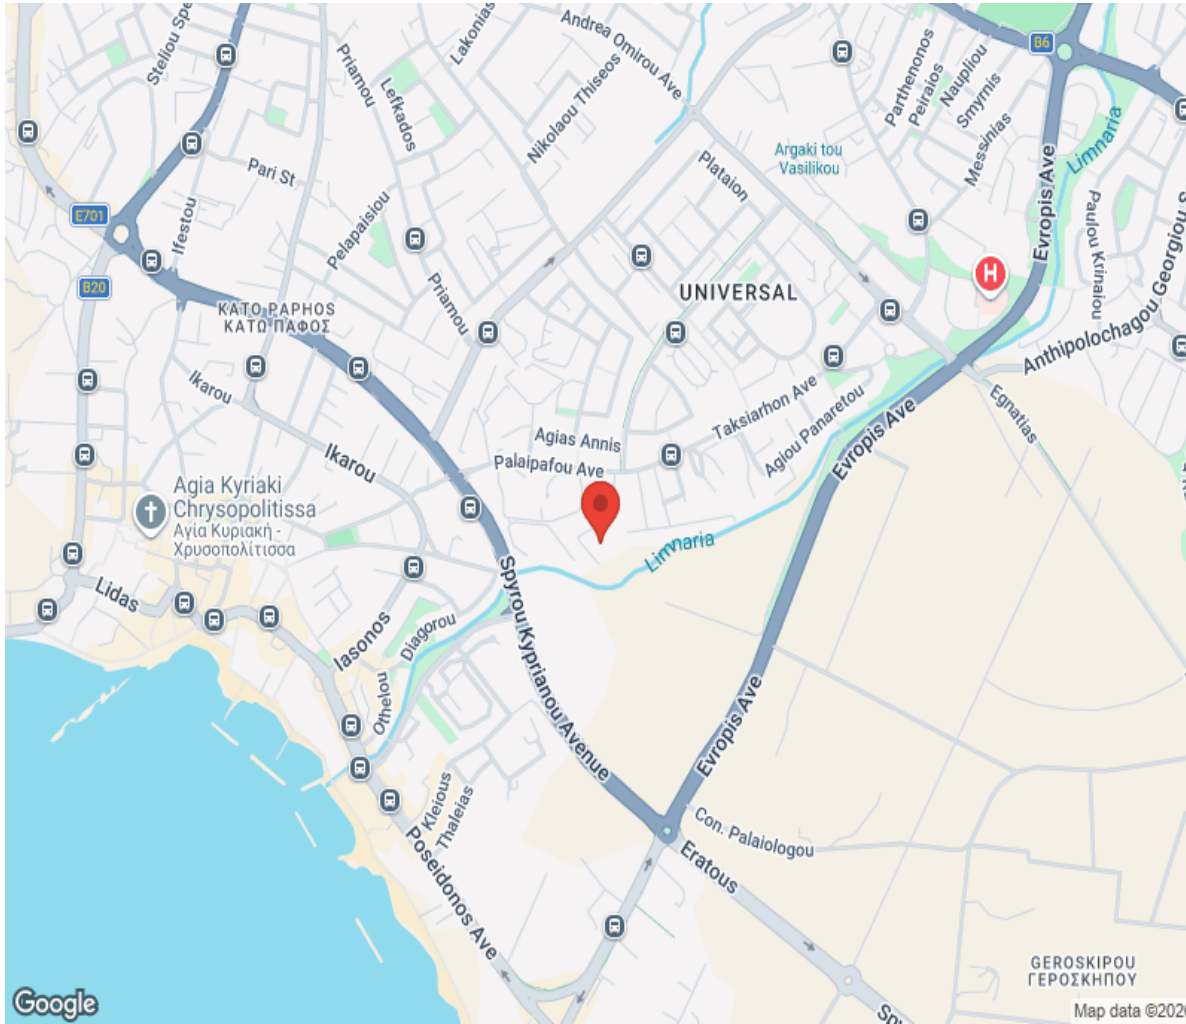 Steliou Spe
Priamou
Lefkados
Lakonias
Andrea Omirou Ave
Nikolaou Thiseos
Parthenonos
Peiraios
Naupliou
Smyrnis
Messinias
B6
Limnaria
Argaki tou
Vasilikou
Plataion
Evropis Ave
Paulou Krinaiou
Anthipolochagou Georgiou S
Pari St
Ifestou
Pelapaisiou
E701
B20
Priamou
KATO PAPHOS
ΚΑΤΩ ΠΑΦΟΣ
UNIVERSAL
H
Ikarou
Ikarou
Agias Annis
Palaipafou Ave
Taksiarhon Ave
Agiou Panaretou
Evropis Ave
Egnatias
Agia Kyriaki
Chrysopolitissa
Αγία Κυριακή -
Χρυσοπολίτισσα
Limnaria
Lidas
Iasonos
Diagorou
Othelou
Spyrou Kyprianou Avenue
Evropis Ave
Kleious
Thaleias
Poseidonos Ave
Con. Palaiologou
Eratous
GEROSKIPOU
ΓΕΡΟΣΚΗΠΟΥ
Spy
Google
Map data ©2026